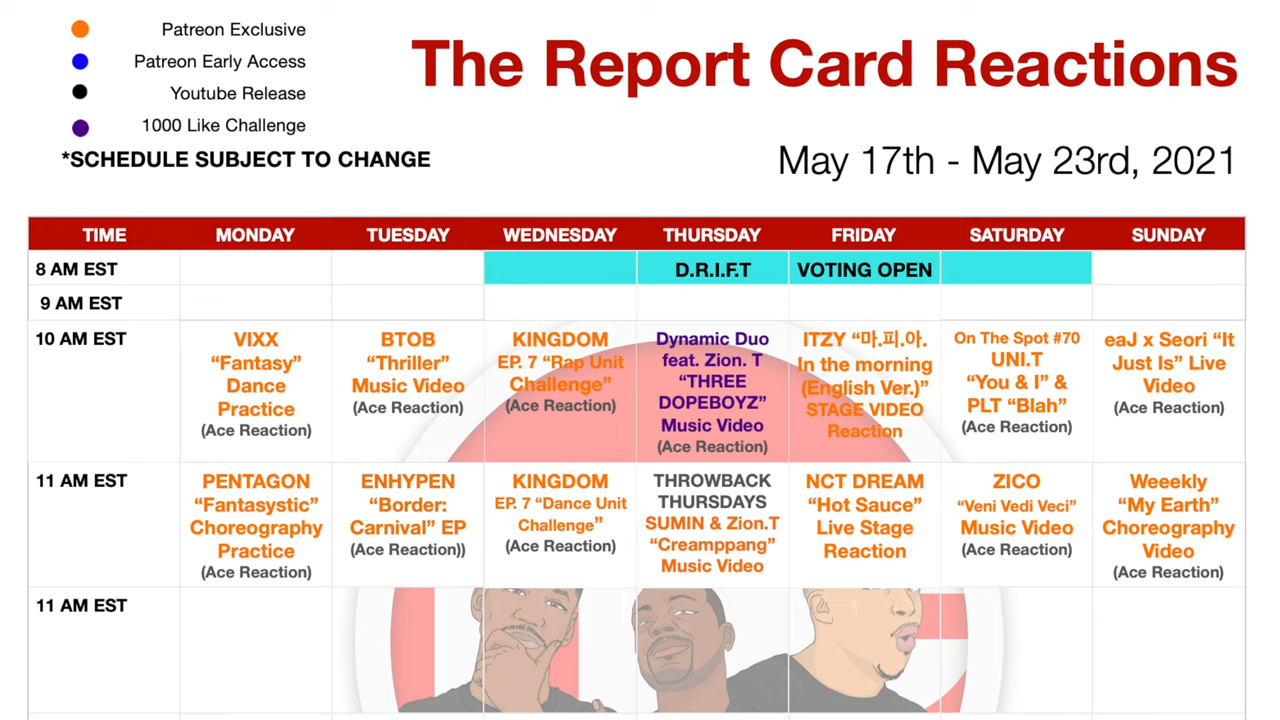 Patreon Exclusive
Patreon Early Access
Youtube Release
1000 Like Challenge
*SCHEDULE SUBJECT TO CHANGE
The Report Card Reactions
May 17th - May 23rd, 2021
TIME MONDAY TUESDAY WEDNESDAY THURSDAY FRIDAY SATURDAY SUNDAY
8 AM EST D.R.I.F.T VOTING OPEN
9 AM EST
10 AM EST
VIXX
“Fantasy”
Dance
Practice
(Ace Reaction)
BTOB
“Thriller”
Music Video
(Ace Reaction)
KINGDOM
EP. 7 “Rap Unit
Challenge”
(Ace Reaction)
Dynamic Duo
feat. Zion. T
“THREE
DOPEBOYZ”
Music Video
(Ace Reaction)
ITZY “마.피.아.
In the morning
(English Ver.)”
STAGE VIDEO
Reaction
On The Spot #70
UNI.T
“You & I” &
PLT “Blah”
(Ace Reaction)
eaJ x Seori “It
Just Is” Live
Video
(Ace Reaction)
11 AM EST
PENTAGON
“Fantasystic”
Choreography
Practice
(Ace Reaction)
ENHYPEN
“Border:
Carnival” EP
(Ace Reaction))
KINGDOM
EP. 7 “Dance Unit
Challenge”
(Ace Reaction)
THROWBACK
THURSDAYS
SUMIN & Zion.T
“Creamppang”
Music Video
NCT DREAM
“Hot Sauce”
Live Stage
Reaction
ZICO
“Veni Vedi Veci”
Music Video
(Ace Reaction)
Weeekly
“My Earth”
Choreography
Video
(Ace Reaction)
11 AM EST